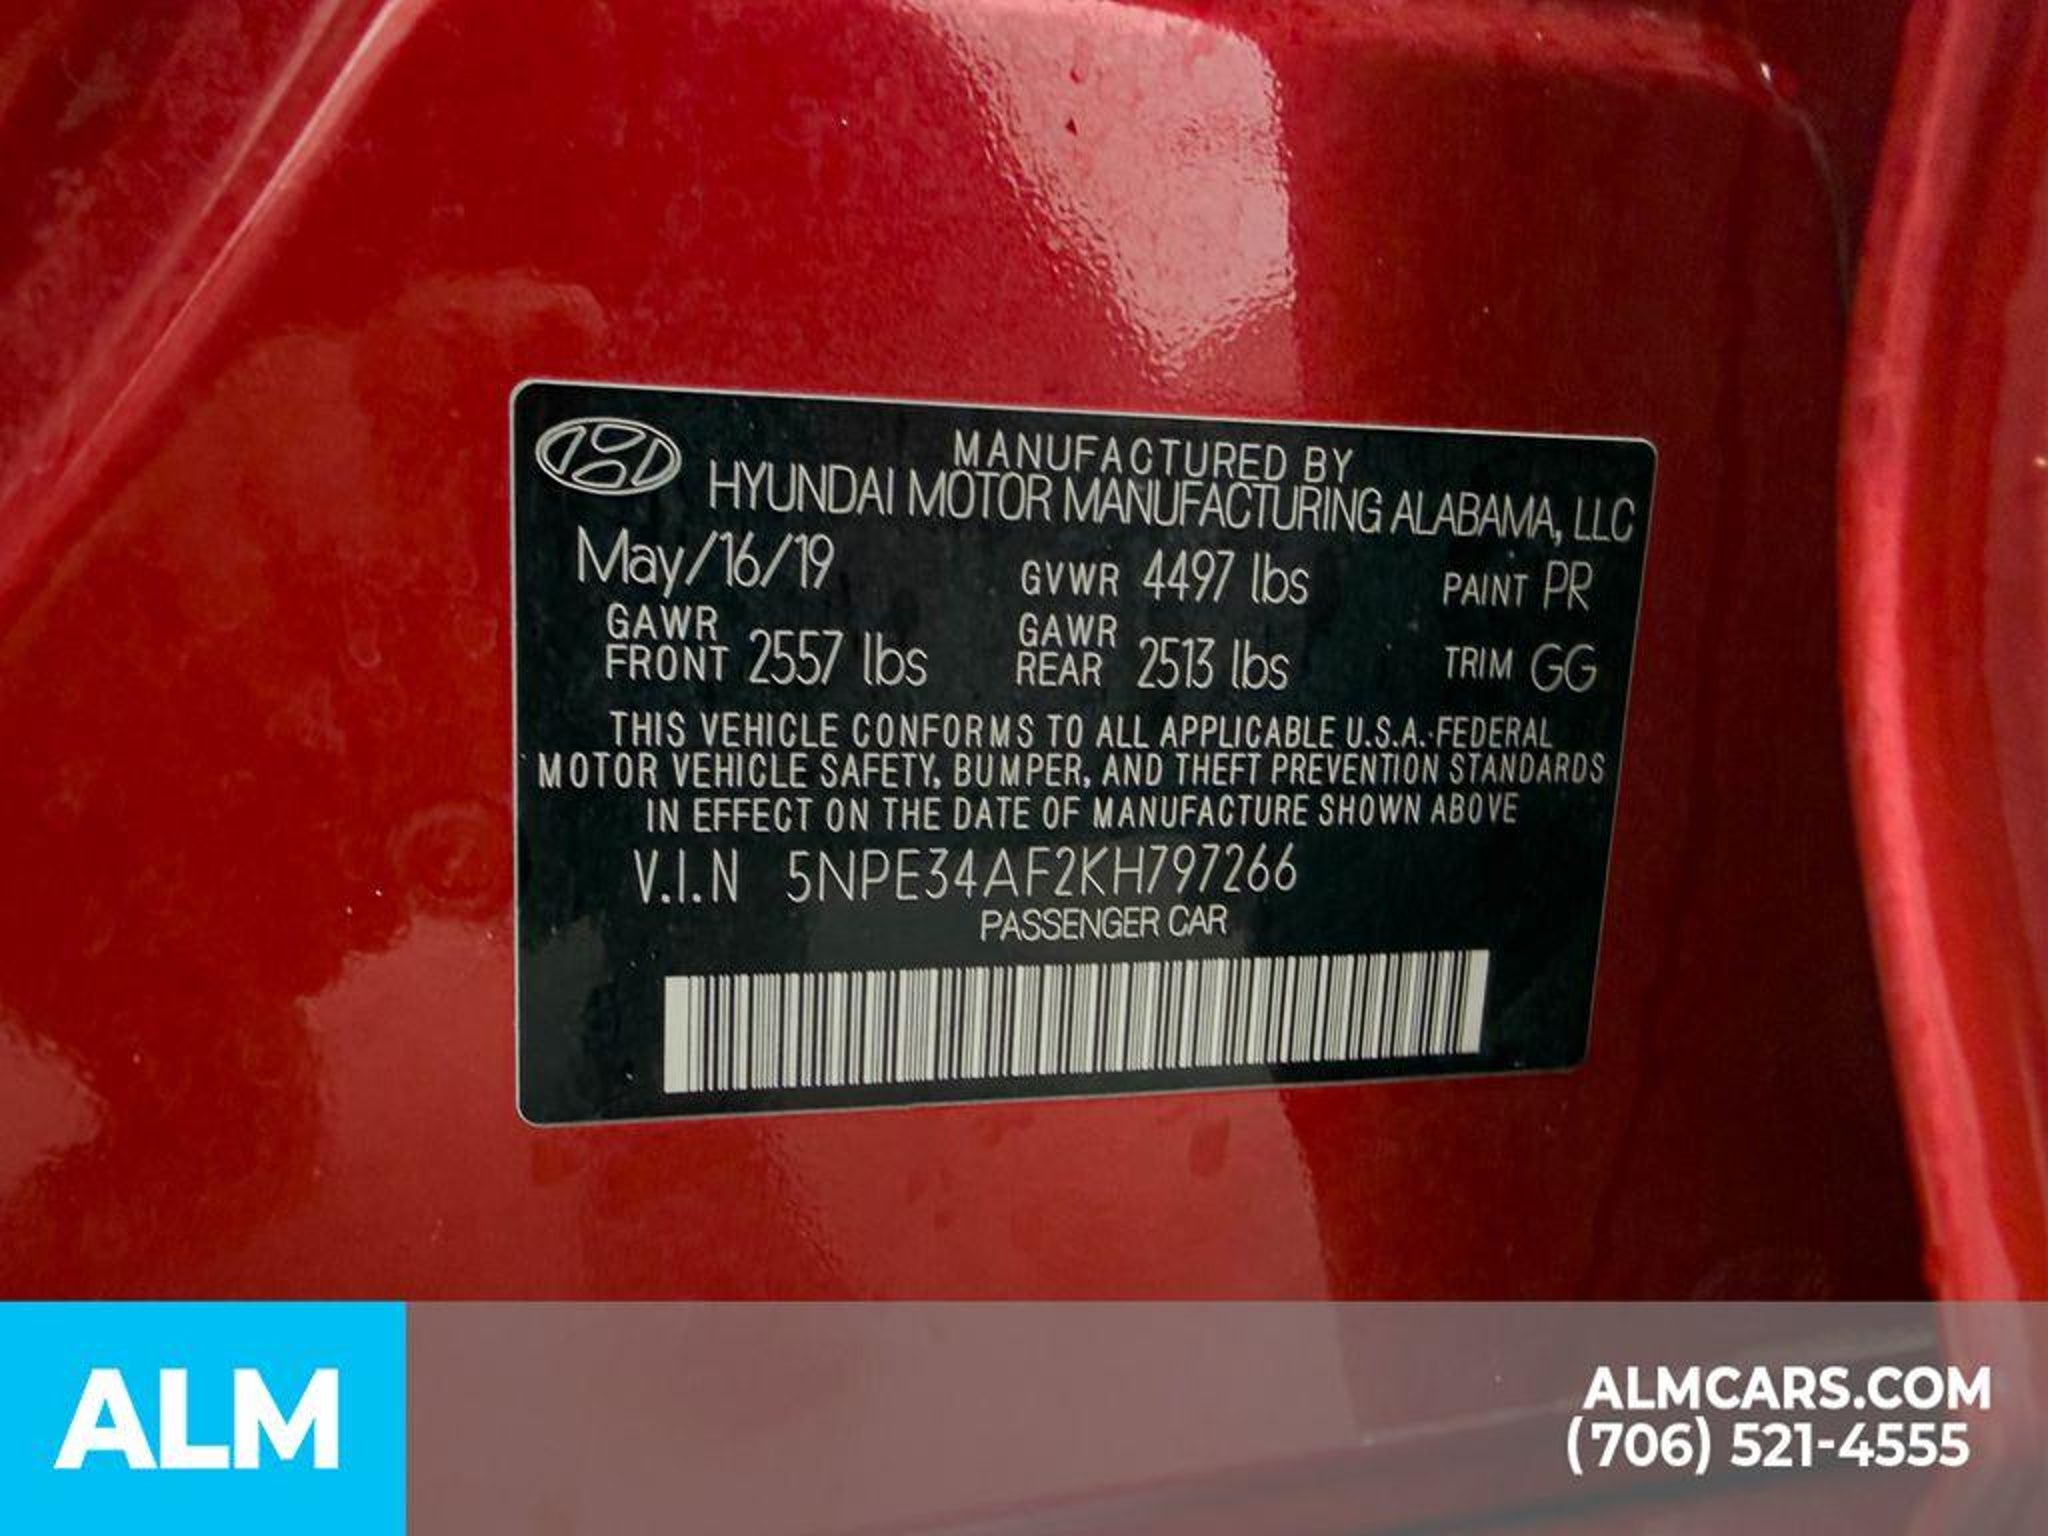 MANUFACTURED BY
HYUNDAI MOTOR MANUFACTURING ALABAMA, LLC
May/16/19 GVWR 4497 lbs PAINT PR
GAWR FRONT 2557 lbs GAWR REAR 2513 lbs TRIM GG
THIS VEHICLE CONFORMS TO ALL APPLICABLE U.S.A. FEDERAL
MOTOR VEHICLE SAFETY, BUMPER, AND THEFT PREVENTION STANDARDS
IN EFFECT ON THE DATE OF MANUFACTURE SHOWN ABOVE
V.I.N 5NPE34AF2KH797266
PASSENGER CAR
ALM
ALMCARS.COM
(706) 521-4555